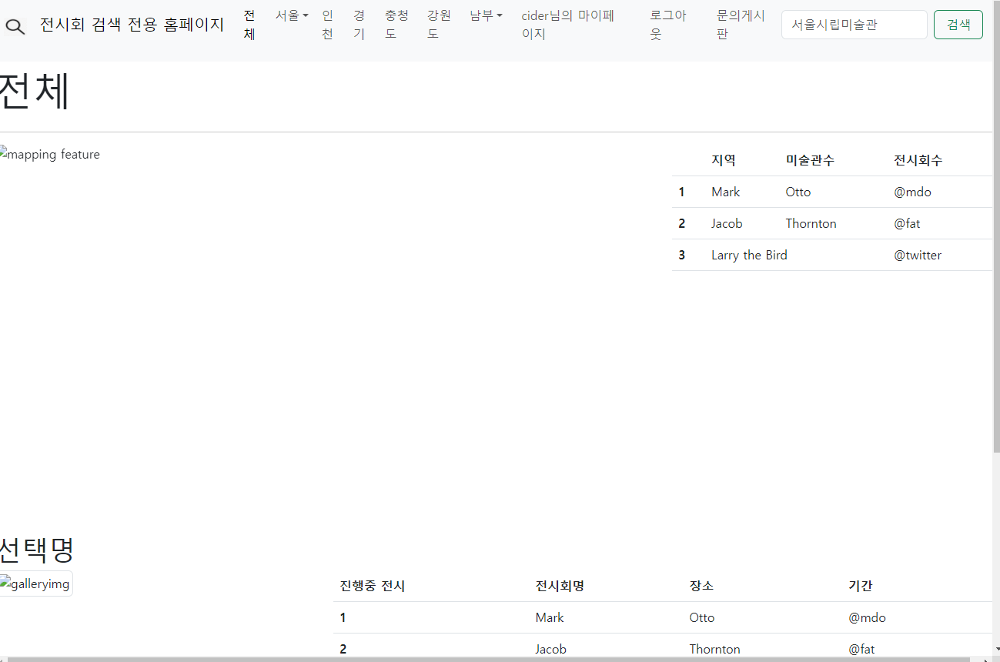 전시회 검색 전용 홈페이지 전체 서울 인천 경기 충청도 강원도 남부 cider님의 마이페이지 로그아웃 문의게시판 서울시립미술관 검색
전체
mapping feature
지역 미술관수 전시회수
1 Mark Otto @mdo
2 Jacob Thornton @fat
3 Larry the Bird @twitter
선택명
galleryimg
진행중 전시 전시회명 장소 기간
1 Mark Otto @mdo
2 Jacob Thornton @fat